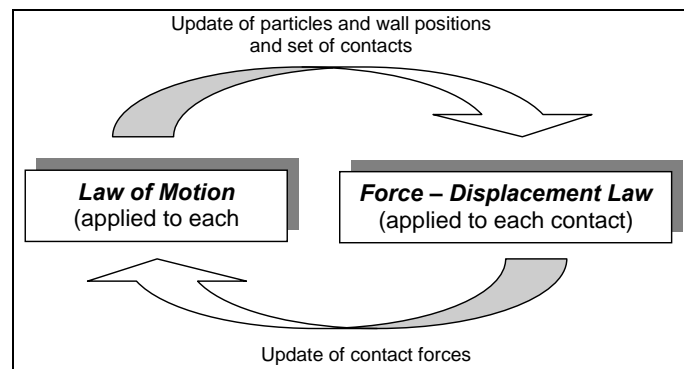 Update of particles and wall positions
and set of contacts
Law of Motion
(applied to each
Force – Displacement Law
(applied to each contact)
Update of contact forces